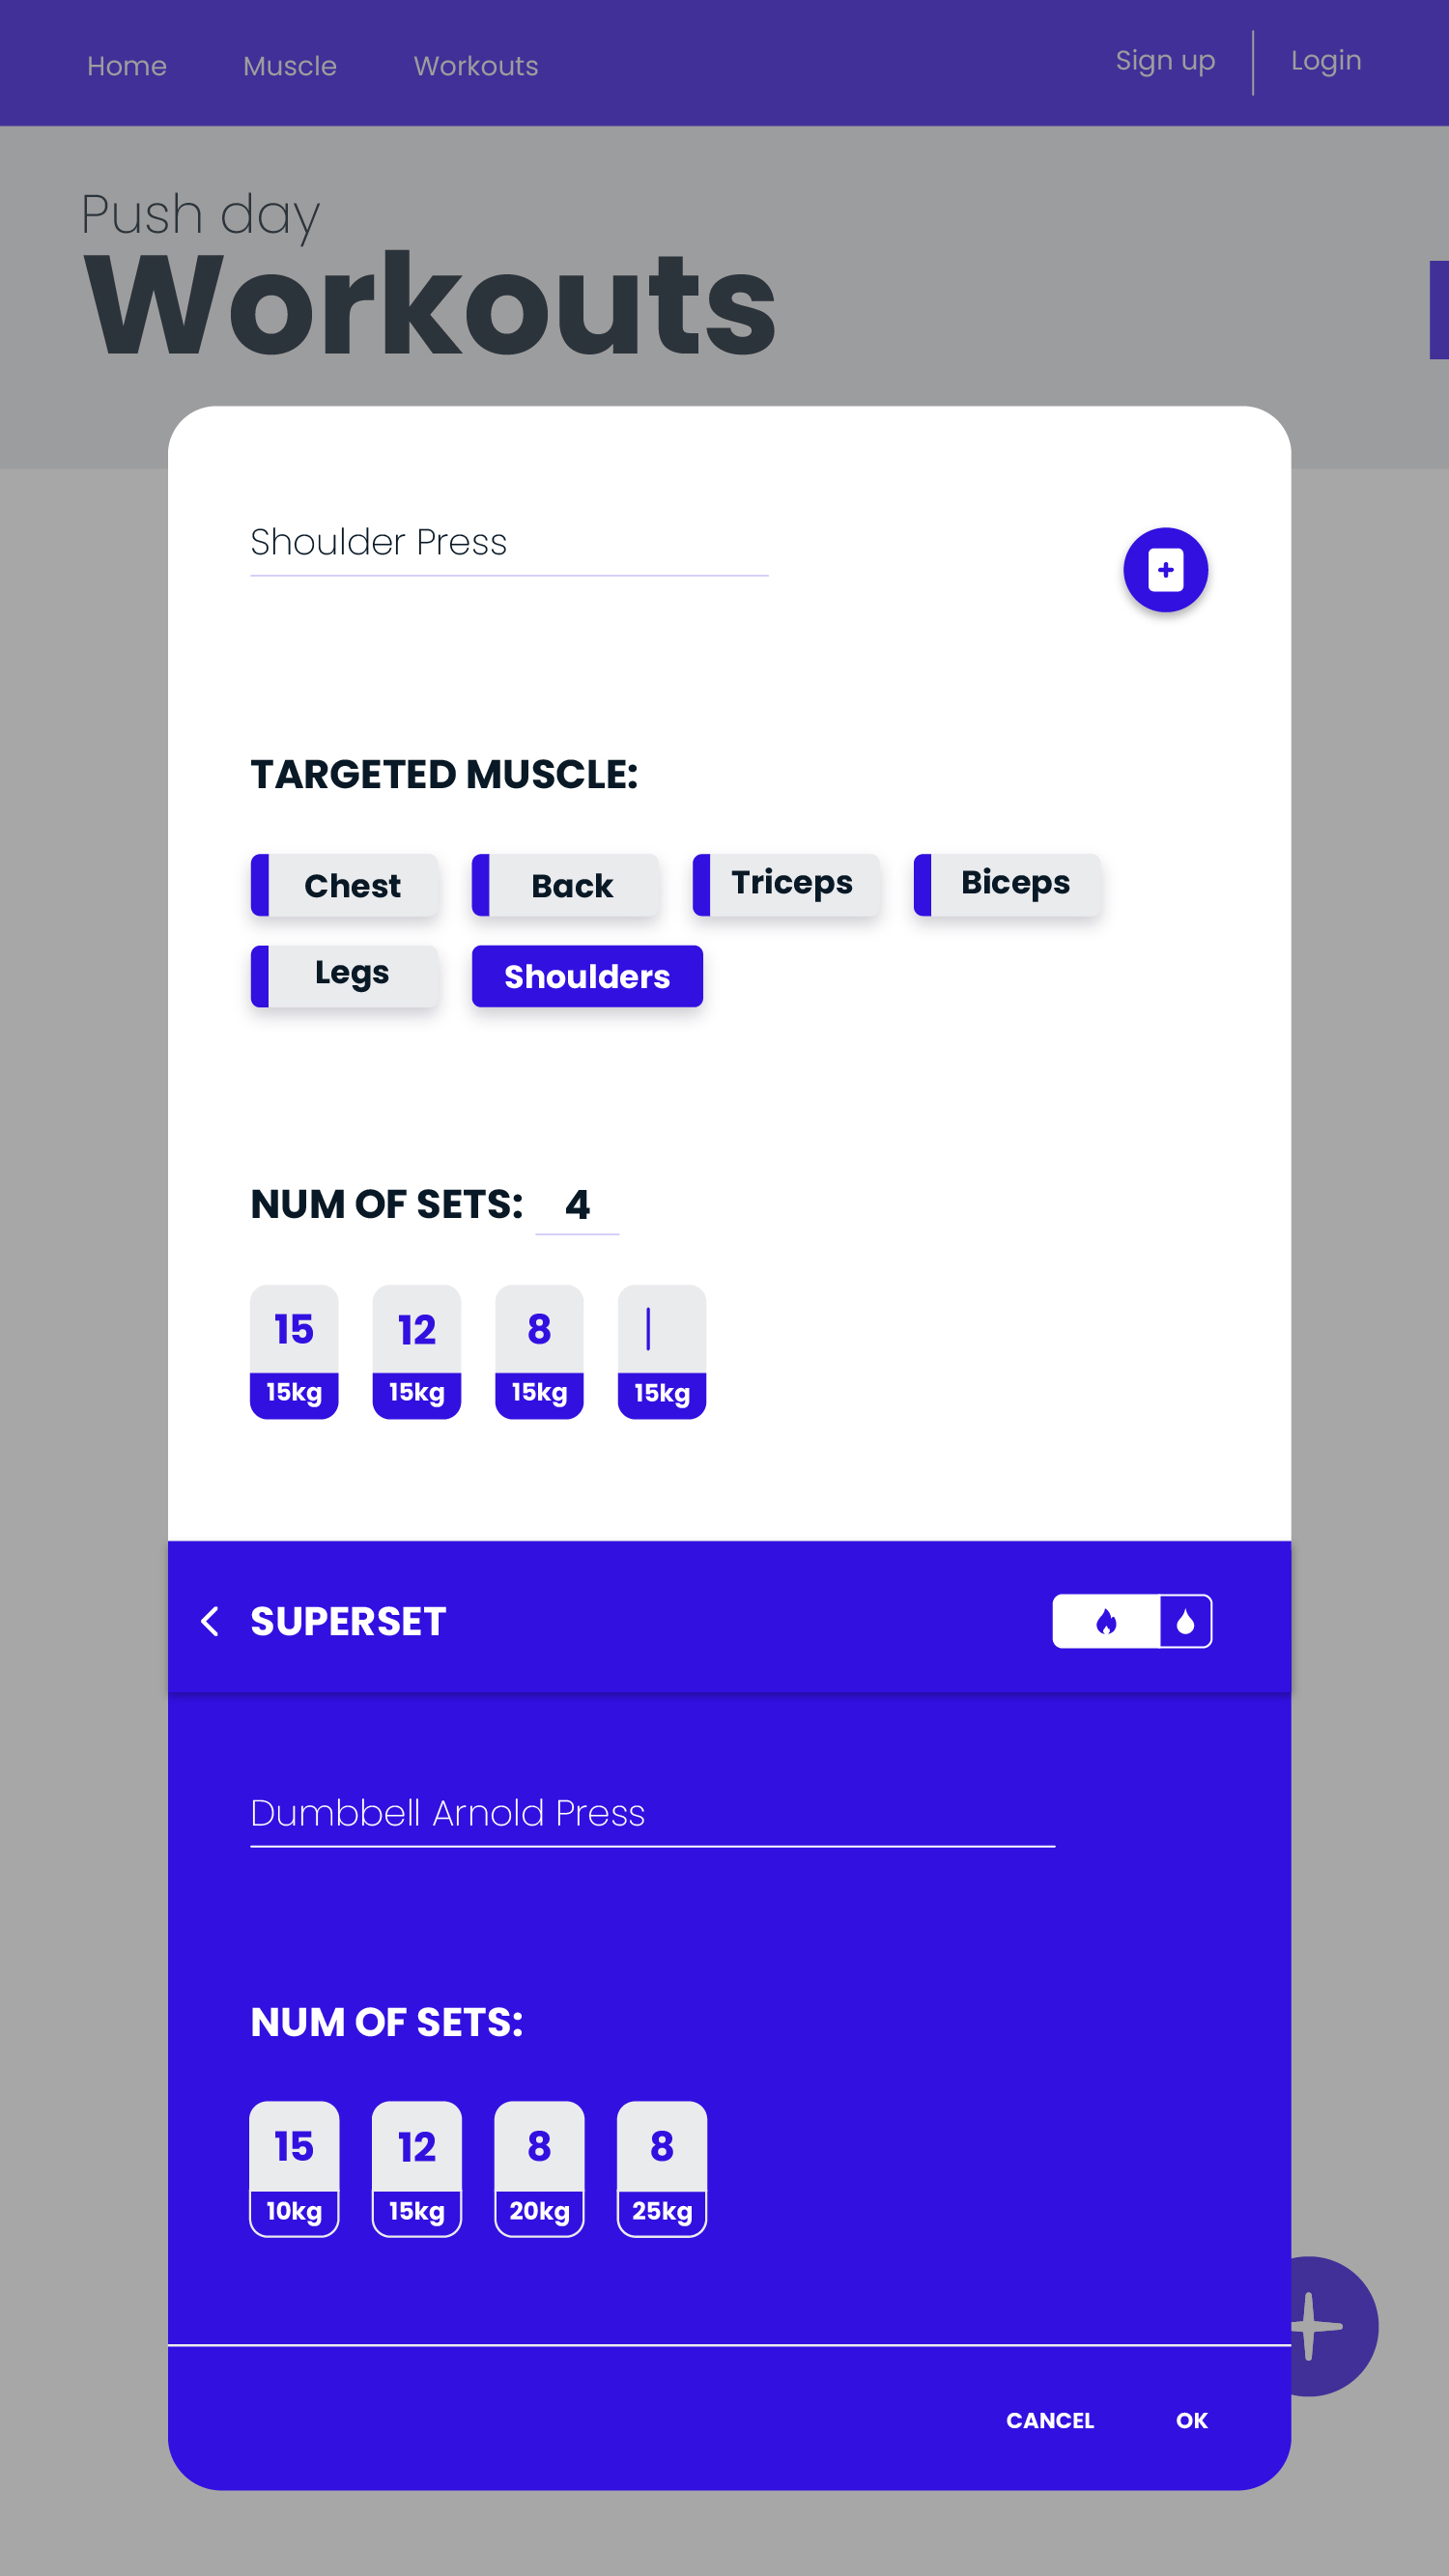 Home Muscle Workouts Sign up Login
Push day
Workouts
Shoulder Press
TARGETED MUSCLE:
Chest Back Triceps Biceps
Legs Shoulders
NUM OF SETS: 4
15 12 8
15kg 15kg 15kg 15kg
SUPERSET
Dumbbell Arnold Press
NUM OF SETS:
15 12 8 8
10kg 15kg 20kg 25kg
CANCEL OK